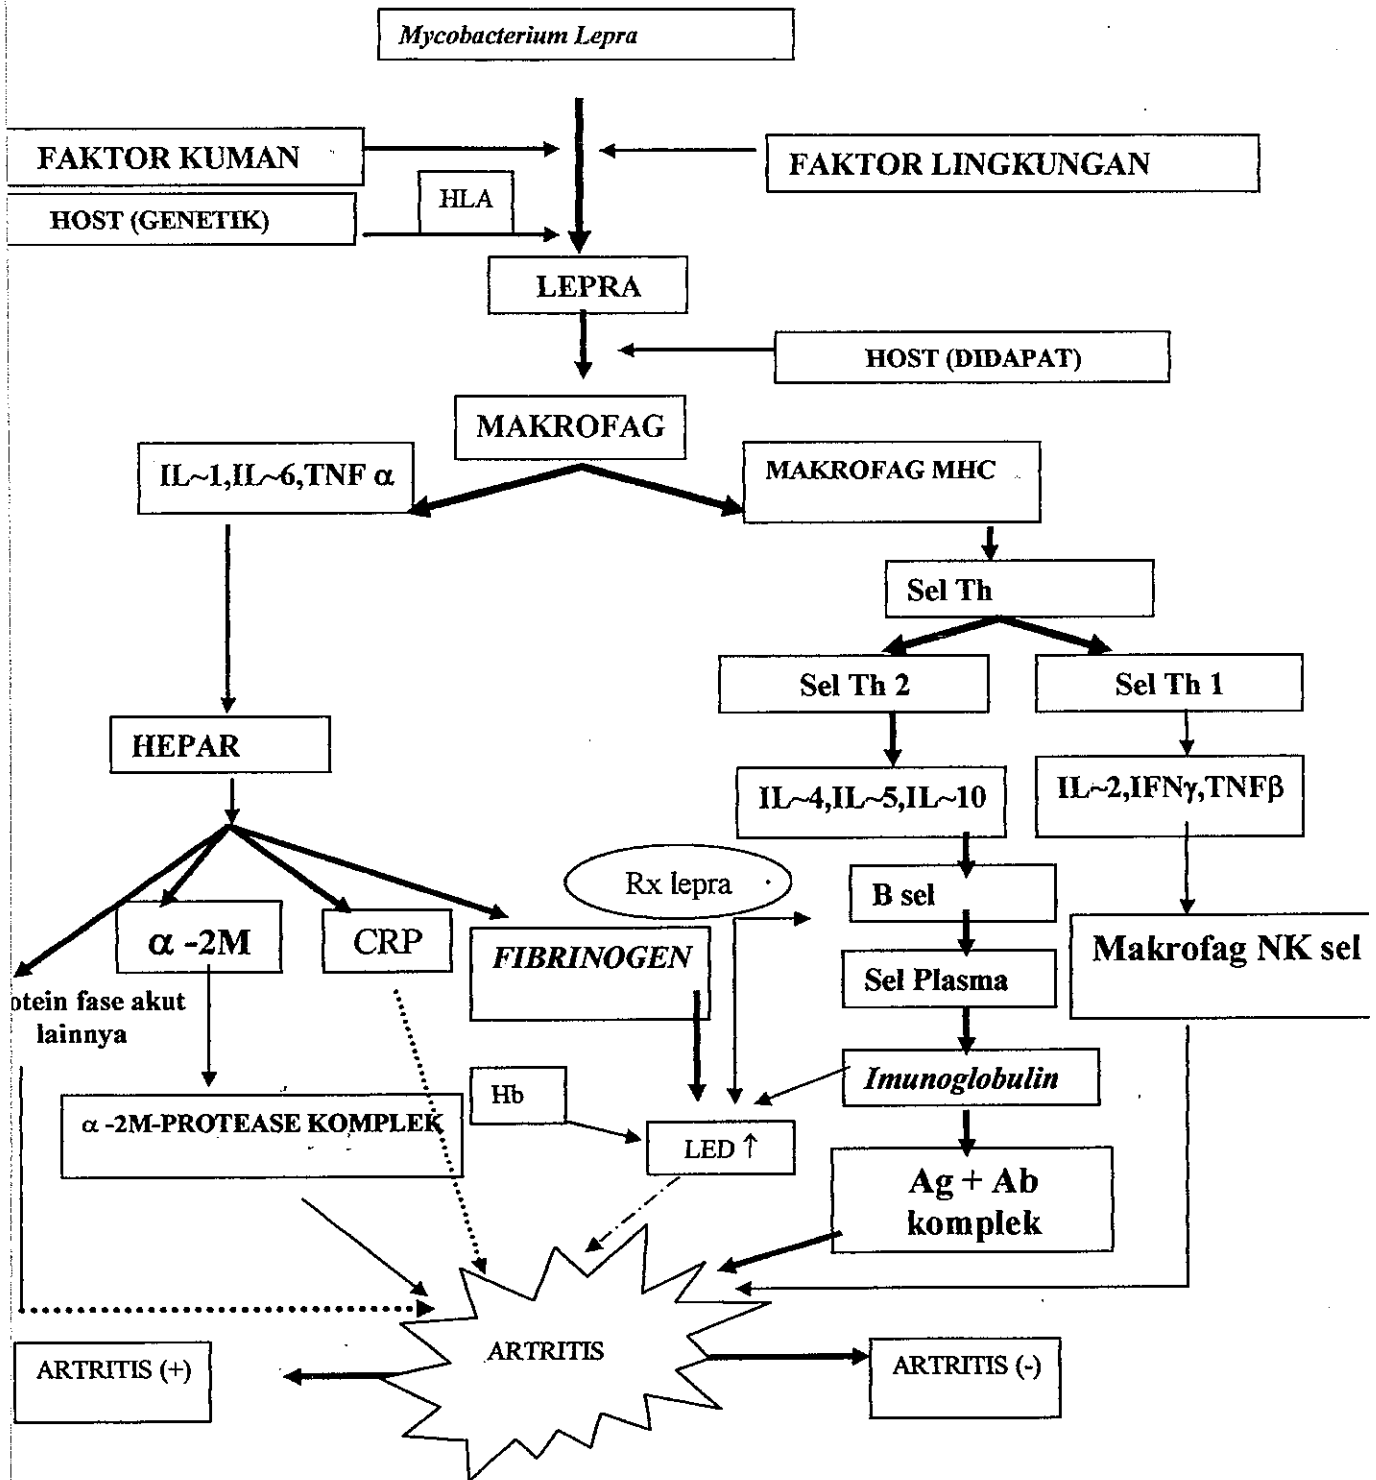 Mycobacterium Lepra
FAKTOR KUMAN
FAKTOR LINGKUNGAN
HLA
HOST (GENETIK)
LEPRA
HOST (DIDAPAT)
MAKROFAG
IL~1,IL~6,TNF α
MAKROFAG MHC
Sel Th
Sel Th 2
Sel Th 1
HEPAR
IL~4,IL~5,IL~10
IL~2,IFNγ,TNFβ
Rx lepra
B sel
α -2M
CRP
FIBRINOGEN
Makrofag NK sel
Sel Plasma
otein fase akut
lainnya
Imunoglobulin
Hb
α -2M-PROTEASE KOMPLEK
LED ↑
Ag + Ab
komplek
ARTRITIS
ARTRITIS (+)
ARTRITIS (-)